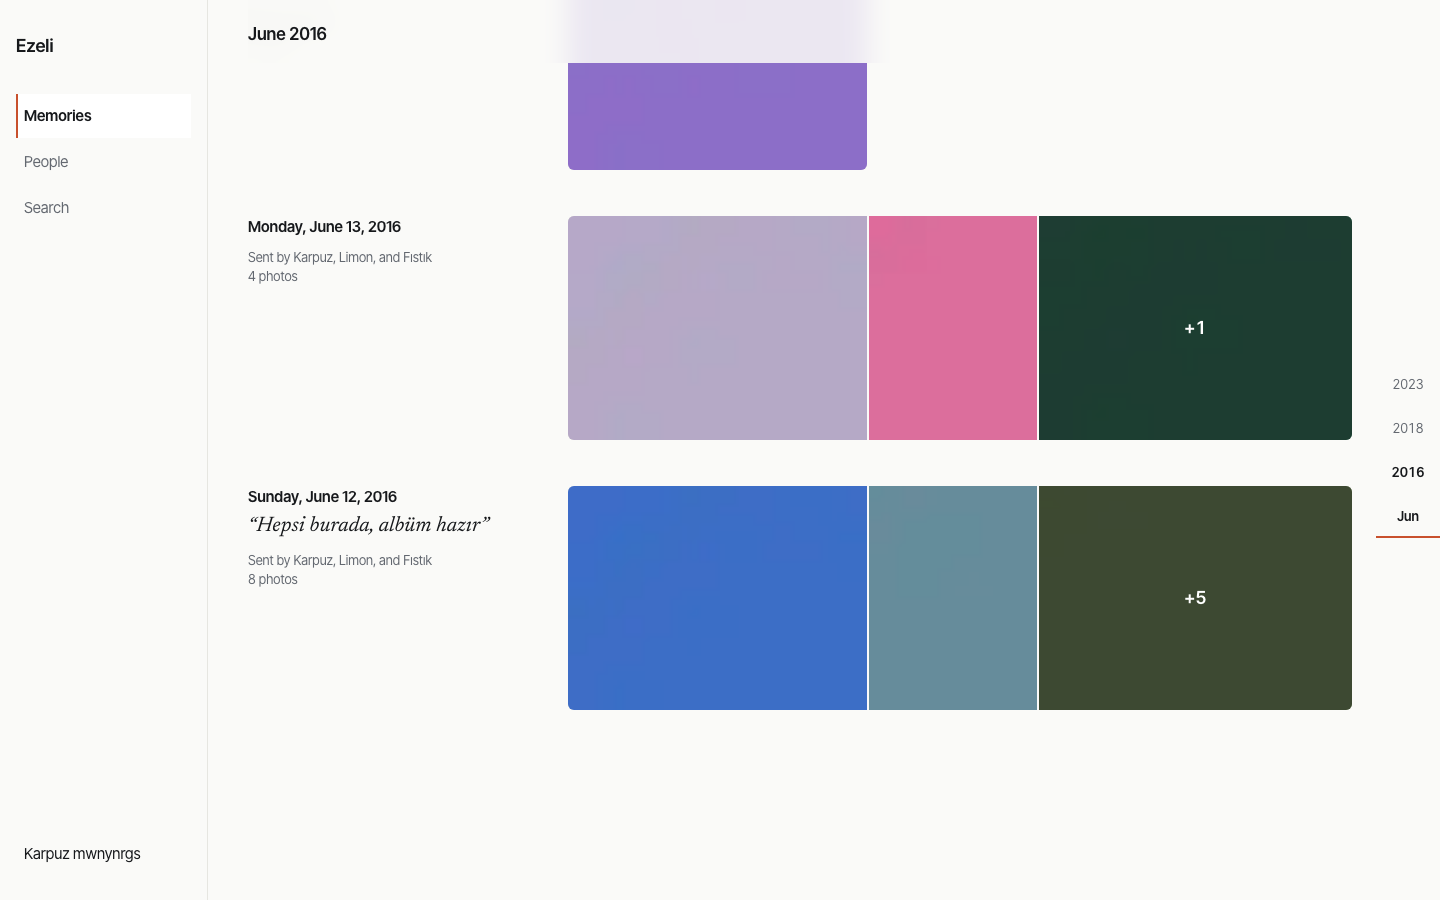 Ezeli
Memories
People
Search
Karpuz mwnynrgs
June 2016
Monday, June 13, 2016
Sent by Karpuz, Limon, and Fıstık
4 photos
+1
Sunday, June 12, 2016
“Hepsi burada, albüm hazır”
Sent by Karpuz, Limon, and Fıstık
8 photos
+5
2023
2018
2016
Jun